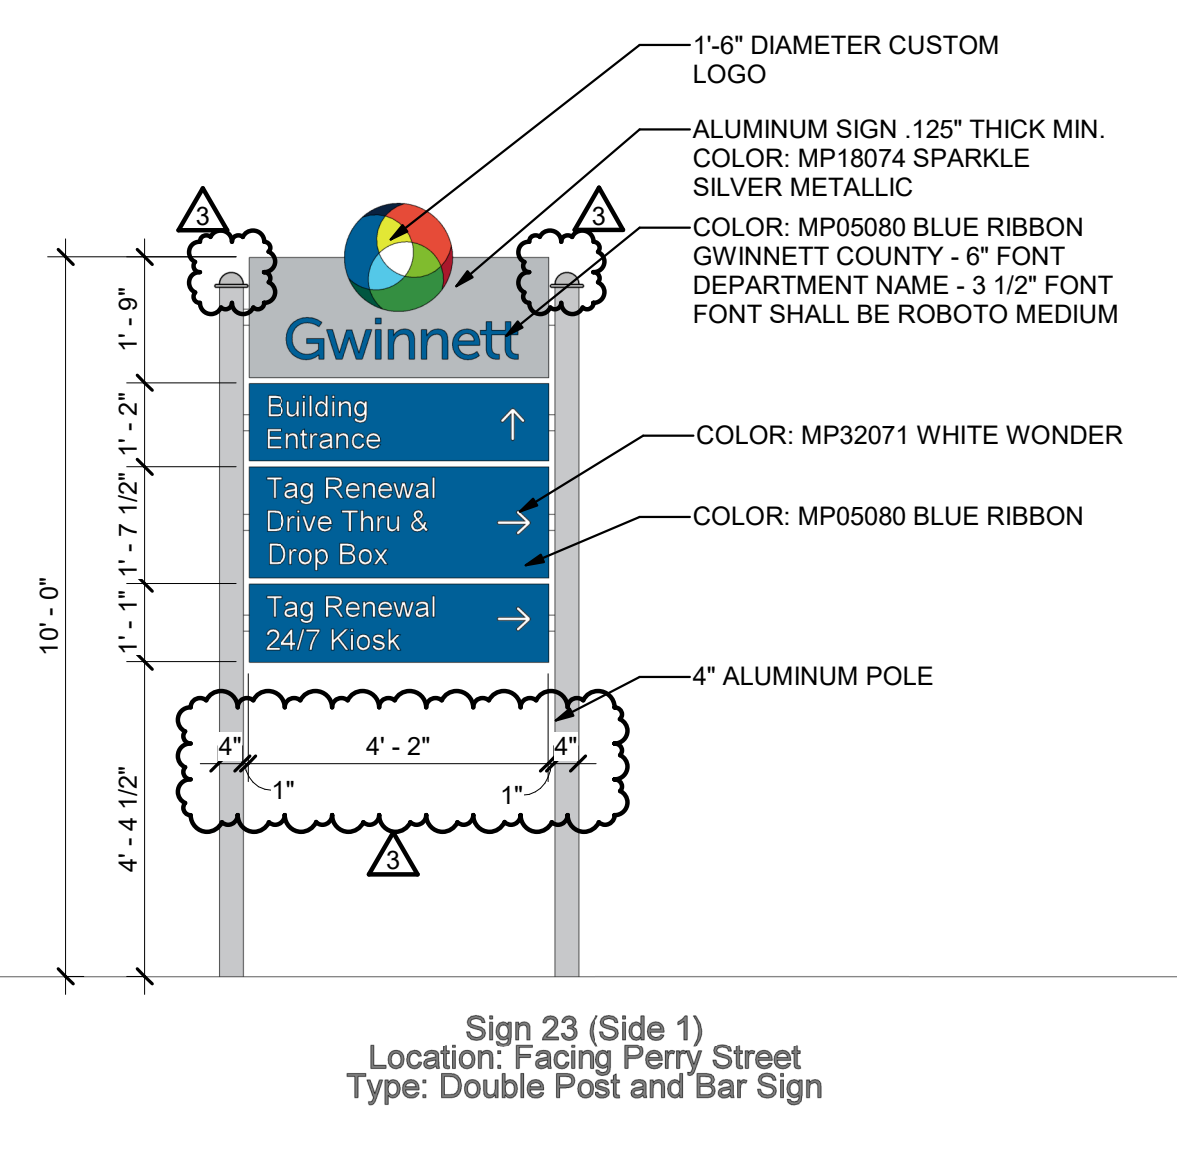 1'-6" DIAMETER CUSTOM
LOGO
ALUMINUM SIGN .125" THICK MIN.
COLOR: MP18074 SPARKLE
SILVER METALLIC
COLOR: MP05080 BLUE RIBBON
GWINNETT COUNTY - 6" FONT
DEPARTMENT NAME - 3 1/2" FONT
FONT SHALL BE ROBOTO MEDIUM
COLOR: MP32071 WHITE WONDER
COLOR: MP05080 BLUE RIBBON
4" ALUMINUM POLE
3
3
Gwinnett
Building
Entrance
Tag Renewal
Drive Thru &
Drop Box
Tag Renewal
24/7 Kiosk
10' - 0"
1' - 9"
1' - 2"
1' - 7 1/2"
1' - 1"
4' - 4 1/2"
4"
4' - 2"
4"
1"
1"
3
Sign 23 (Side 1)
Location: Facing Perry Street
Type: Double Post and Bar Sign